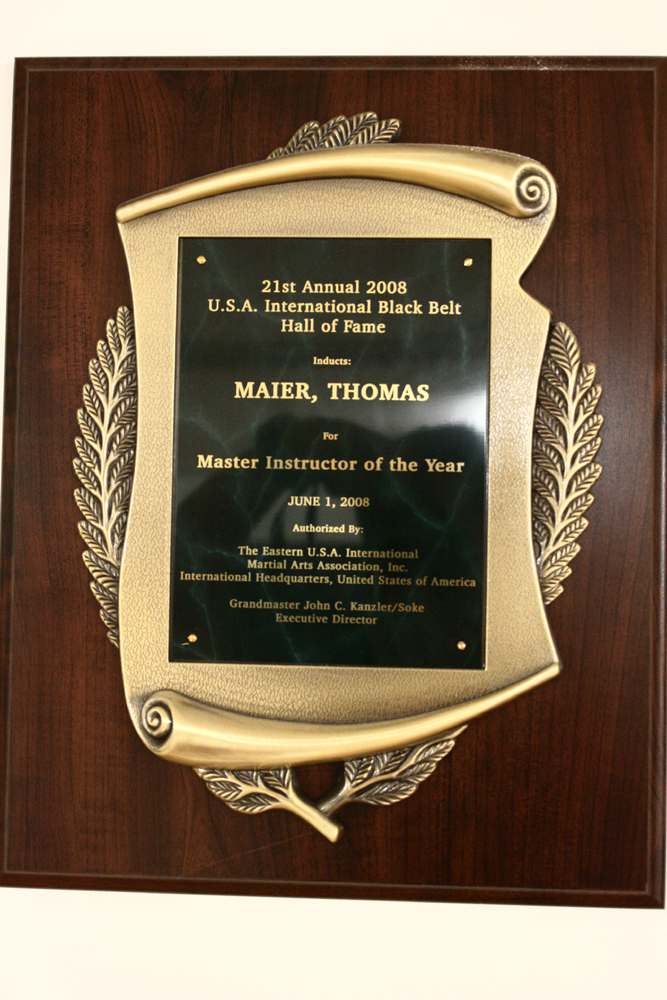 21st Annual 2008
U.S.A. International Black Belt
Hall of Fame
Inducts:
MAIER, THOMAS
For
Master Instructor of the Year
JUNE 1, 2008
Authorized By:
The Eastern U.S.A. International
Martial Arts Association, Inc.
International Headquarters, United States of America
Grandmaster John C. Kanzler/Soke
Executive Director